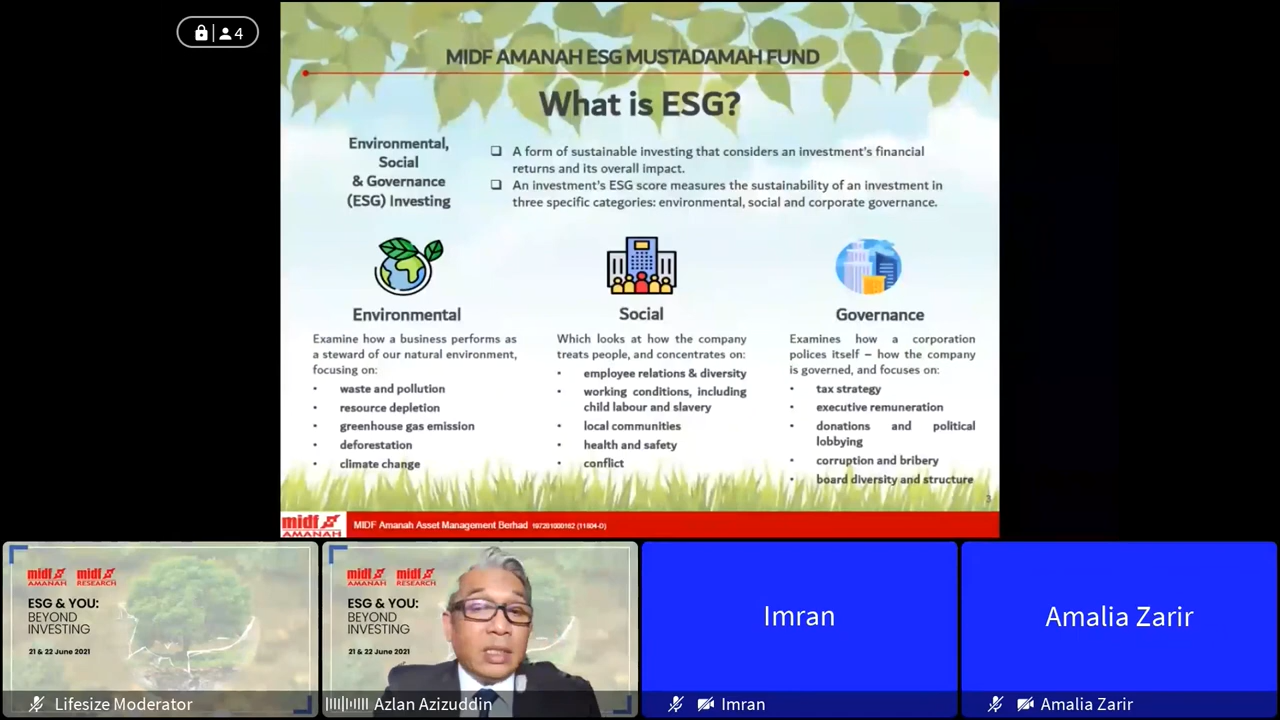 4
MIDF AMANAH ESG MUSTADAMAH FUND
What is ESG?
Environmental,
Social
& Governance
(ESG) Investing
❑ A form of sustainable investing that considers an investment's financial
returns and its overall impact.
❑ An investment's ESG score measures the sustainability of an investment in
three specific categories: environmental, social and corporate governance.
Environmental
Examine how a business performs as
a steward of our natural environment,
focusing on:
• waste and pollution
• resource depletion
• greenhouse gas emission
• deforestation
• climate change
Social
Which looks at how the company
treats people, and concentrates on:
• employee relations & diversity
• working conditions, including
child labour and slavery
• local communities
• health and safety
• conflict
Governance
Examines how a corporation
polices itself – how the company
is governed, and focuses on:
• tax strategy
• executive remuneration
• donations and political
lobbying
• corruption and bribery
• board diversity and structure
3
midf
AMANAH
MIDF Amanah Asset Management Berhad 197201000162 (11804-D)
midf AMANAH midf RESEARCH
ESG & YOU:
BEYOND
INVESTING
21 & 22 June 2021
Lifesize Moderator
midf AMANAH midf RESEARCH
ESG & YOU:
BEYOND
INVESTING
21 & 22 June 2021
Azlan Azizuddin
Imran
Imran
Amalia Zarir
Amalia Zarir